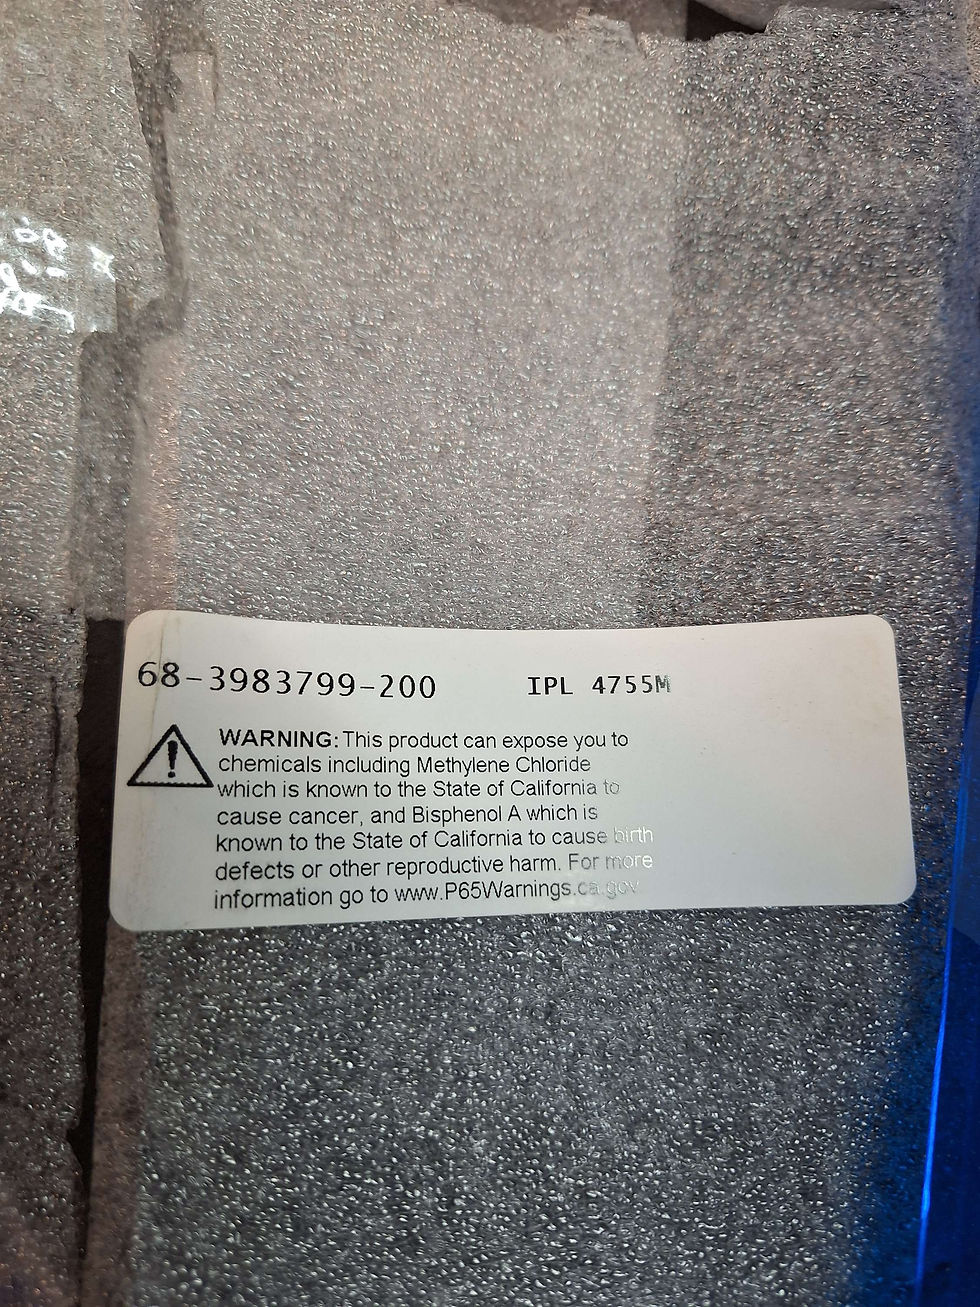 68-3983799-200 IPL 4755M
WARNING: This product can expose you to
chemicals including Methylene Chloride
which is known to the State of California to
cause cancer, and Bisphenol A which is
known to the State of California to cause birth
defects or other reproductive harm. For more
information go to www.P65Warnings.ca.gov